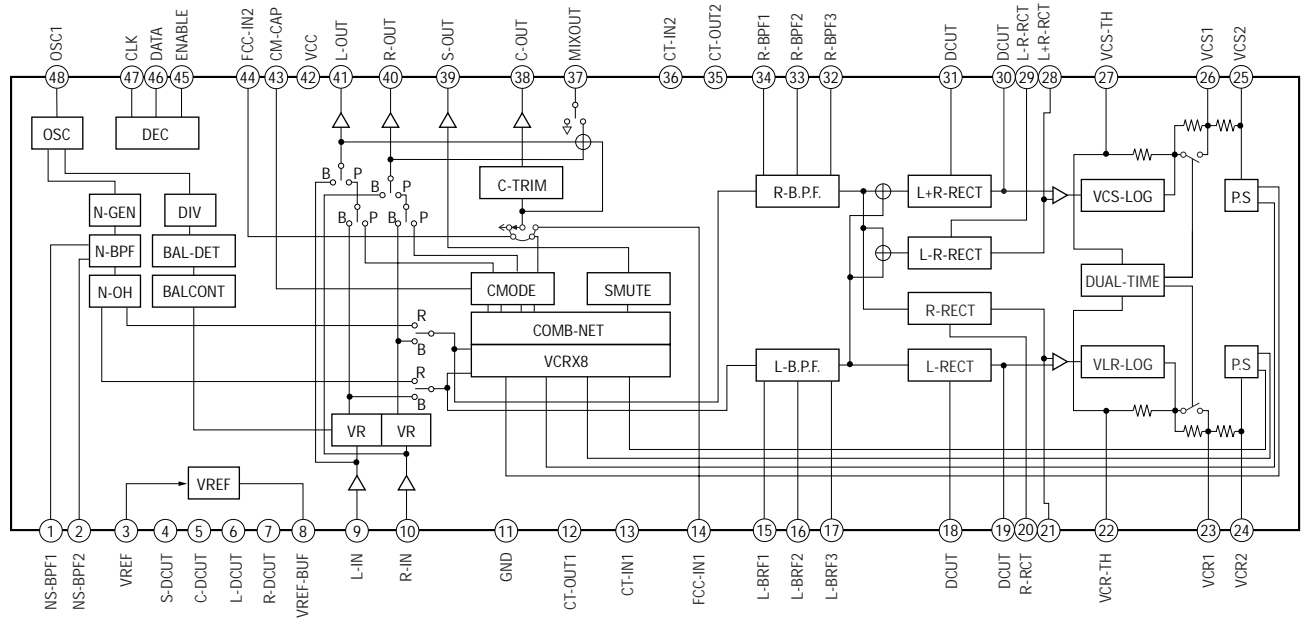 OSC1
CLK
DATA
ENABLE
FCC-IN2
CM-CAP
VCC
L-OUT
R-OUT
S-OUT
C-OUT
MIXOUT
CT-IN2
CT-OUT2
R-BPF1
R-BPF2
R-BPF3
DCUT
DCUT
L-R-RCT
L+R-RCT
VCS-TH
VCS1
VCS2
48
47
46
45
44
43
42
41
40
39
38
37
36
35
34
33
32
31
30
29
28
27
26
25
OSC
DEC
C-TRIM
B
P
B
P
R-B.P.F.
L+R-RECT
VCS-LOG
P.S
N-GEN
DIV
B
P
B
P
N-BPF
BAL-DET
L-R-RECT
N-OH
BALCONT
CMODE
SMUTE
DUAL-TIME
R
R-RECT
COMB-NET
B
VCRX8
L-B.P.F.
L-RECT
VLR-LOG
P.S
R
B
VR
VR
VREF
1
2
3
4
5
6
7
8
9
10
11
12
13
14
15
16
17
18
19
20
21
22
23
24
NS-BPF1
NS-BPF2
VREF
S-DCUT
C-DCUT
L-DCUT
R-DCUT
VREF-BUF
L-IN
R-IN
GND
CT-OUT1
CT-IN1
FCC-IN1
L-BRF1
L-BRF2
L-BRF3
DCUT
DCUT
R-RCT
VCR-TH
VCR1
VCR2